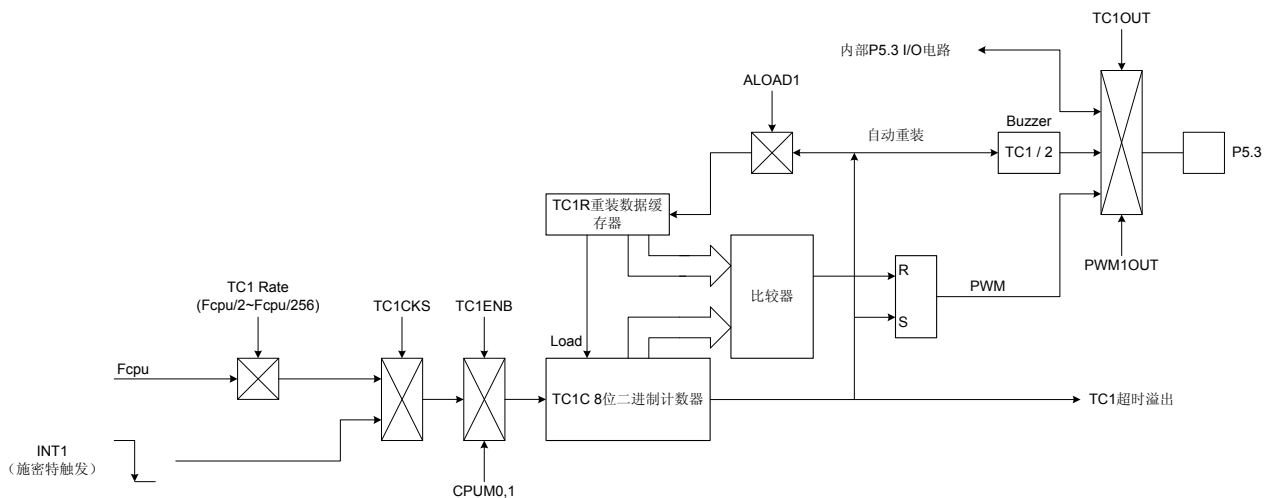 TC1OUT
内部P5.3 I/O电路
ALOAD1
Buzzer
自动重装
TC1 / 2
P5.3
TC1R重装数据缓
存器
PWM1OUT
R
比较器
PWM
TC1 Rate
(Fcpu/2~Fcpu/256)
TC1CKS
TC1ENB
S
Load
Fcpu
TC1C 8位二进制计数器
TC1超时溢出
INT1
（施密特触发）
CPUM0,1